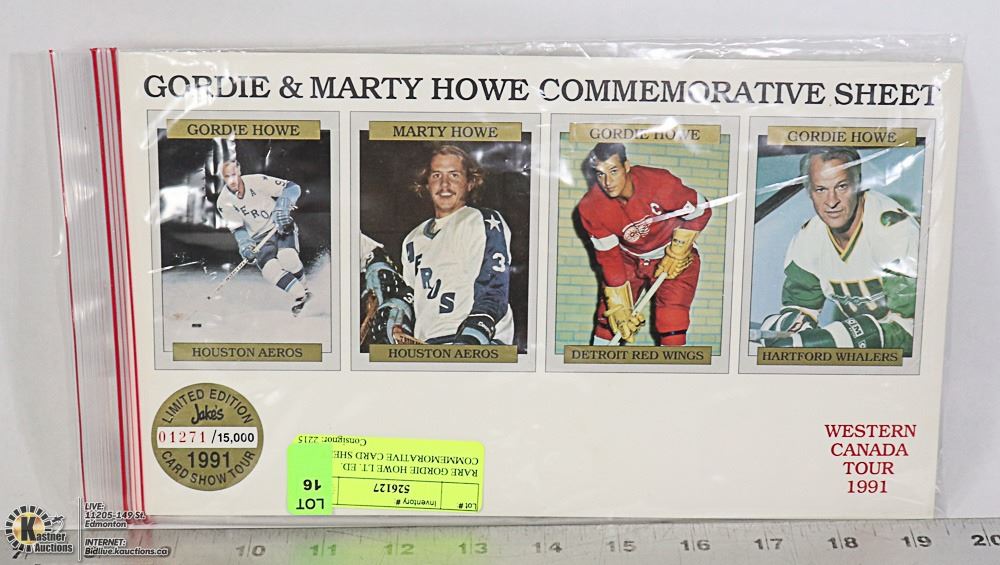 GORDIE & MARTY HOWE COMMEMORATIVE SHEET
GORDIE HOWE
HOUSTON AEROS
MARTY HOWE
HOUSTON AEROS
GORDIE HOWE
DETROIT RED WINGS
GORDIE HOWE
HARTFORD WHALERS
LIMITED EDITION
Jake's
01271 / 15,000
1991
CARD SHOW TOUR
WESTERN
CANADA
TOUR
1991
LOT
16
Lot #
Inventory #
526127
RARE GORDIE HOWE LT. ED.
COMMEMORATIVE CARD SHE
Consignor: 2215
LIVE:
11205-149 St.
Edmonton
INTERNET:
Bidlive.kauctions.ca
Kastner
Auctions
10 11 12 13 14 15 16 17 18 19 20